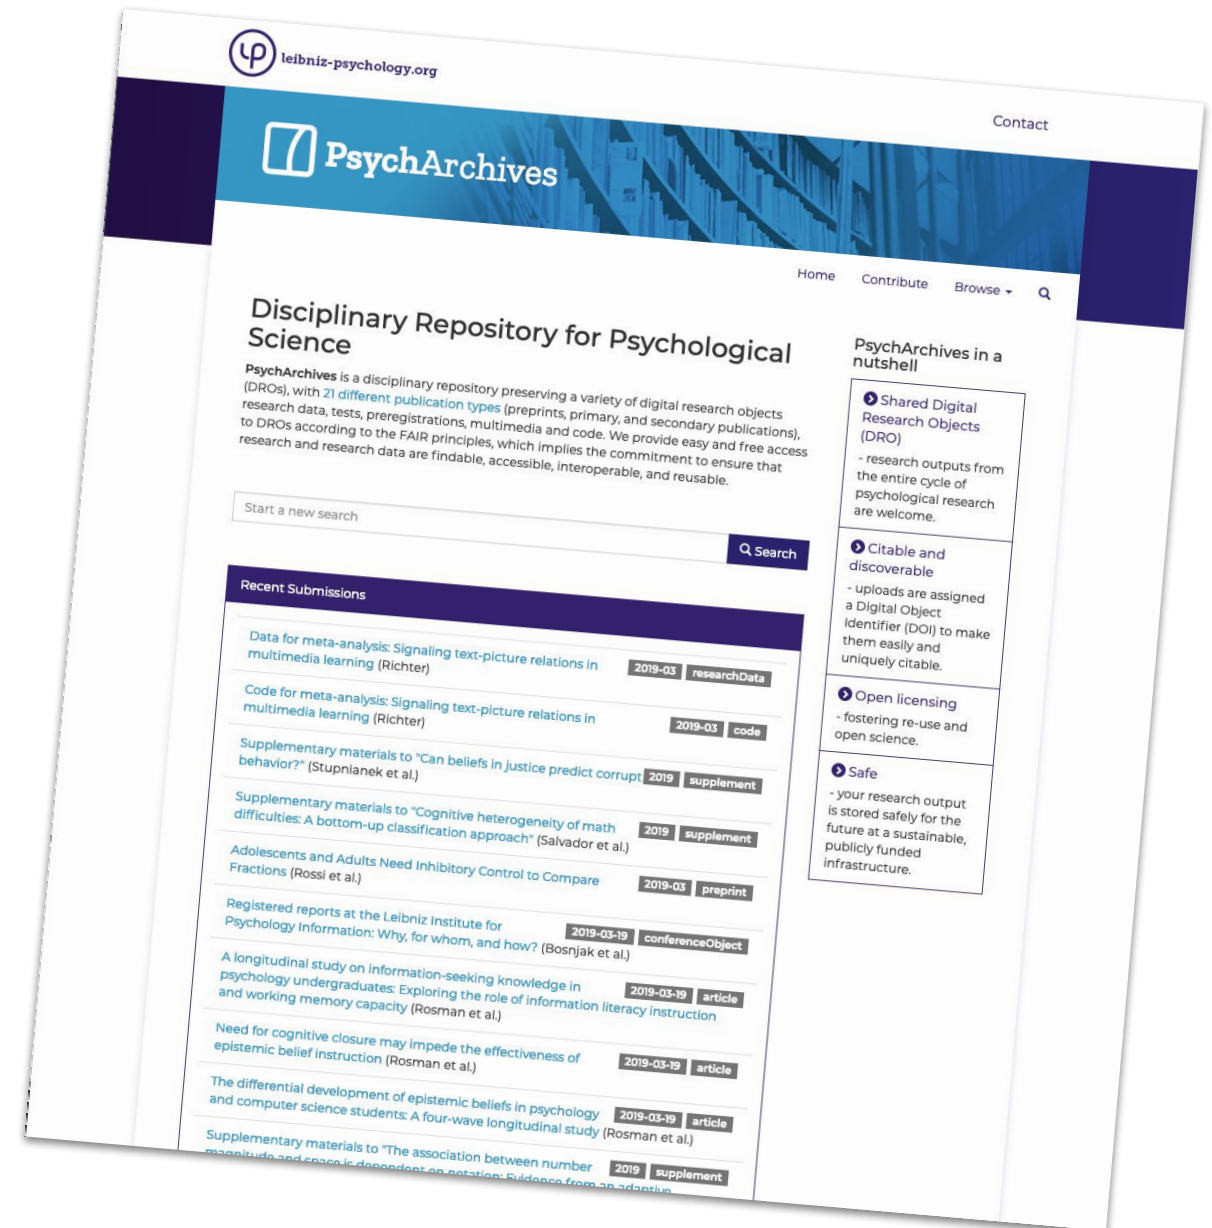 leibniz-psychology.org
Contact
PsychArchives
Home Contribute Browse
Disciplinary Repository for Psychological
Science
PsychArchives is a disciplinary repository preserving a variety of digital research objects
(DROs), with 21 different publication types (preprints, primary, and secondary publications),
research data, tests, preregistrations, multimedia and code. We provide easy and free access
to DROs according to the FAIR principles, which implies the commitment to ensure that
research and research data are findable, accessible, interoperable, and reusable.
Start a new search
Search
Recent Submissions
Data for meta-analysis: Signaling text-picture relations in
multimedia learning (Richter)
2019-03 researchData
Code for meta-analysis: Signaling text-picture relations in
multimedia learning (Richter)
2019-03 code
Supplementary materials to "Can beliefs in justice predict corrupt
behavior?" (Stupnianek et al.)
2019 supplement
Supplementary materials to "Cognitive heterogeneity of math
difficulties: A bottom-up classification approach" (Salvador et al.)
2019 supplement
Adolescents and Adults Need Inhibitory Control to Compare
Fractions (Rossi et al.)
2019-03 preprint
Registered reports at the Leibniz Institute for
Psychology Information: Why, for whom, and how? (Bosnjak et al.)
2019-03-19 conferenceObject
A longitudinal study on information-seeking knowledge in
psychology undergraduates: Exploring the role of information literacy instruction
and working memory capacity (Rosman et al.)
2019-03-19 article
Need for cognitive closure may impede the effectiveness of
epistemic belief instruction (Rosman et al.)
2019-03-19 article
The differential development of epistemic beliefs in psychology
and computer science students: A four-wave longitudinal study (Rosman et al.)
2019-03-19 article
Supplementary materials to "The association between number
magnitude and space is dependent on notation: Evidence from an adaptive
2019 supplement
PsychArchives in a
nutshell
Shared Digital
Research Objects
(DRO)
- research outputs from
the entire cycle of
psychological research
are welcome.
Citable and
discoverable
- uploads are assigned
a Digital Object
Identifier (DOI) to make
them easily and
uniquely citable.
Open licensing
- fostering re-use and
open science.
Safe
- your research output
is stored safely for the
future at a sustainable,
publicly funded
infrastructure.